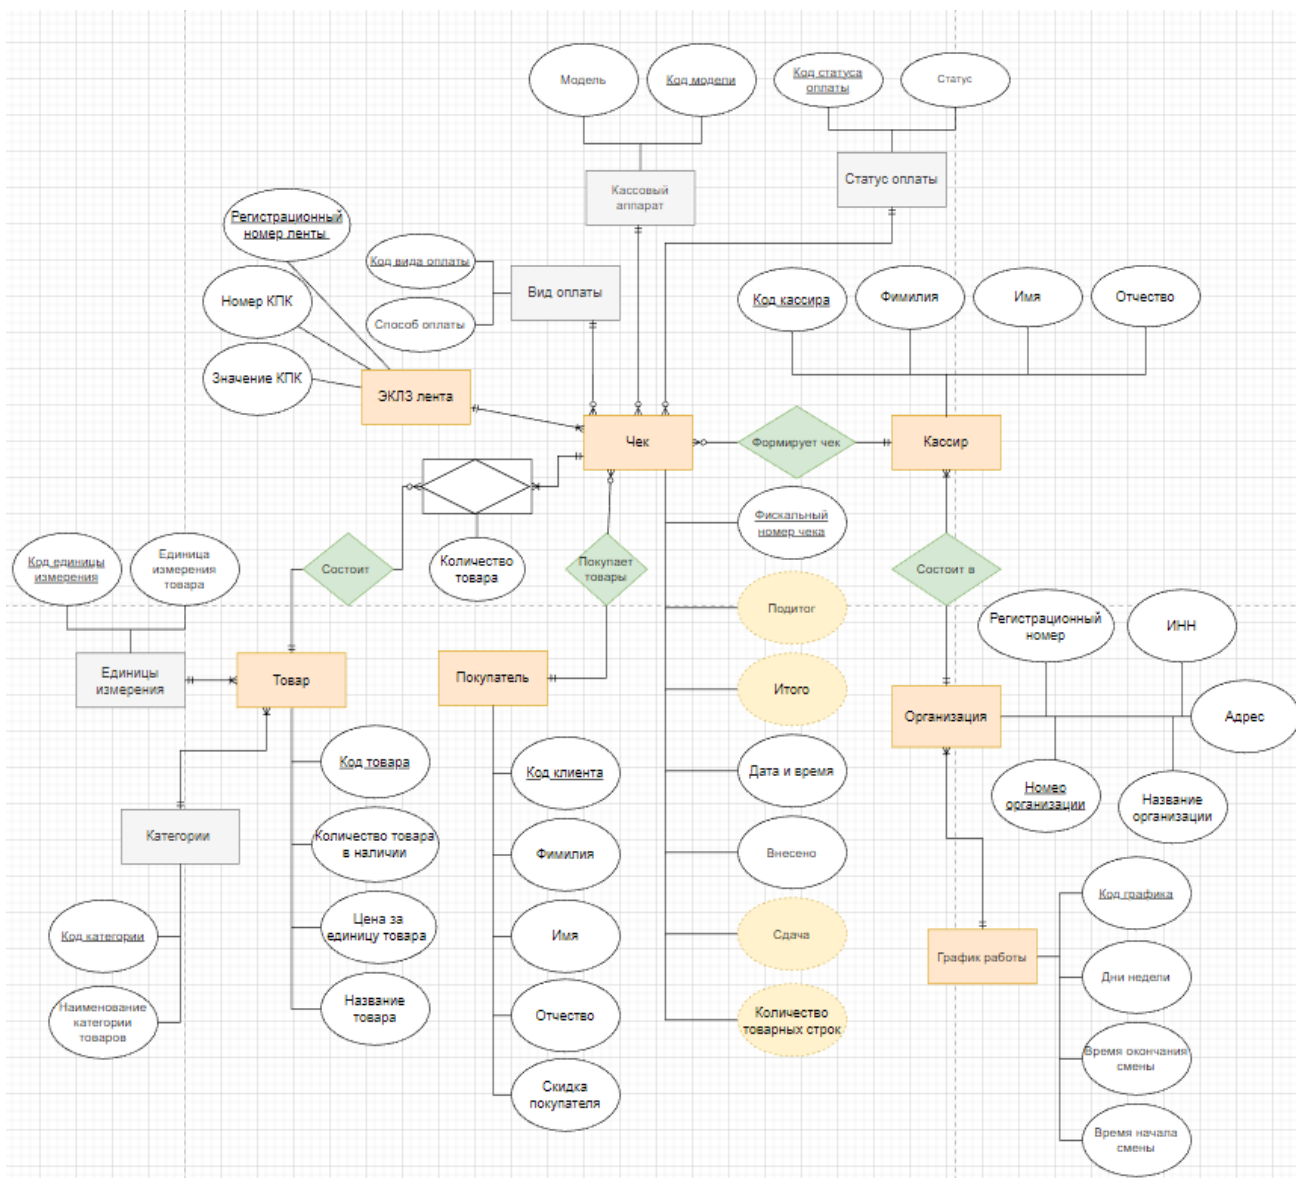 Модель
Код модели
Код статуса
оплаты
Статус
Кассовый
аппарат
Статус оплаты
Регистрационный
номер ленты
Код вида оплаты
Вид оплаты
Способ оплаты
Номер КПК
Значение КПК
ЭКЛЗ лента
Код кассира
Фамилия
Имя
Отчество
Чек
Формирует чек
Кассир
Фискальный
номер чека
Количество
товара
Состоит
Покупает
товары
Состоит в
Код единицы
измерения
Единица
измерения
товара
Подитог
Регистрационный
номер
ИНН
Единицы
измерения
Товар
Покупатель
Итого
Организация
Адрес
Код товара
Код клиента
Дата и время
Номер
организации
Название
организации
Категории
Количество товара
в наличии
Фамилия
Внесено
Код графика
Код категории
Цена за
единицу товара
Имя
Сдача
График работы
Дни недели
Наименование
категории
товаров
Название
товара
Отчество
Количество
товарных строк
Время окончания
смены
Скидка
покупателя
Время начала
смены